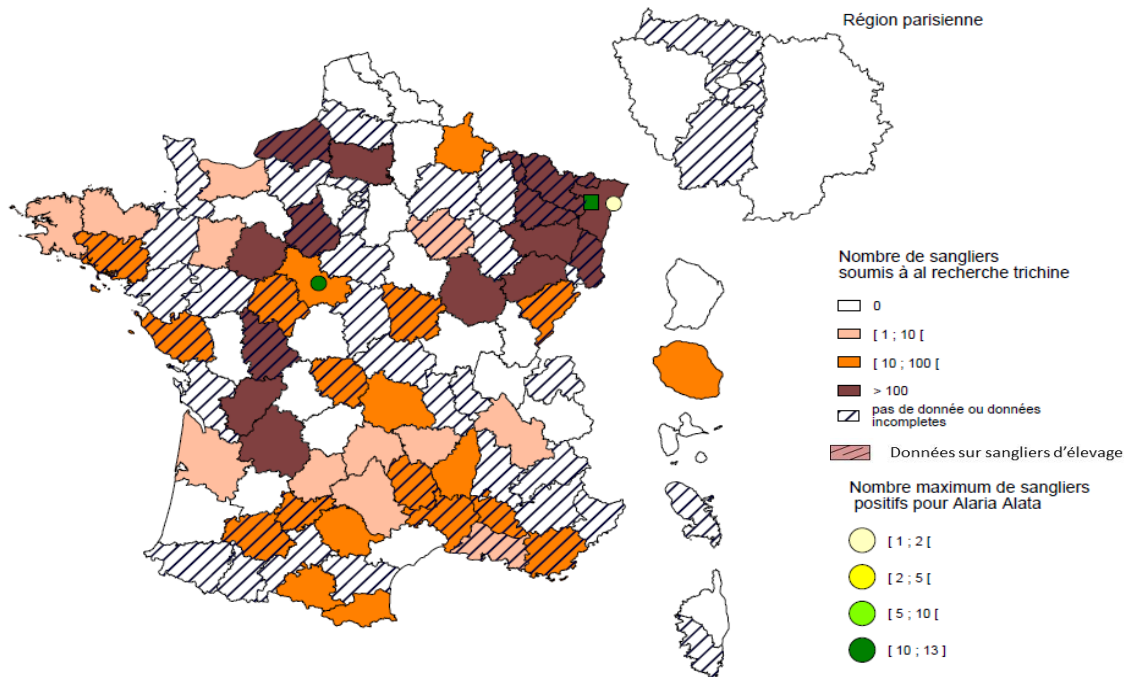 Région parisienne
Nombre de sangliers
soumis à al recherche trichine
0
[ 1 ; 10 [
[ 10 ; 100 [
> 100
pas de donnée ou données
incompletes
Données sur sangliers d'élevage
Nombre maximum de sangliers
positifs pour Alaria Alata
[ 1 ; 2 [
[ 2 ; 5 [
[ 5 ; 10 [
[ 10 ; 13 ]